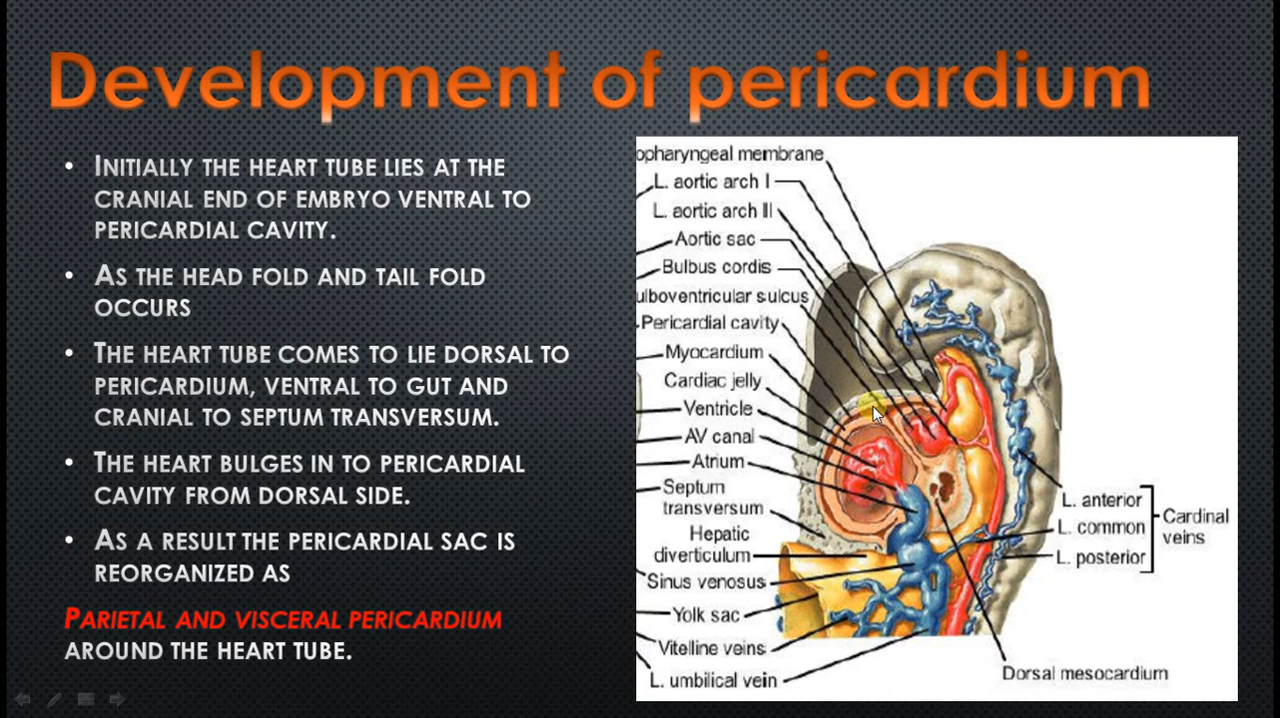 Development of pericardium
• Initially the heart tube lies at the
cranial end of embryo ventral to
pericardial cavity.
• As the head fold and tail fold
occurs
• The heart tube comes to lie dorsal to
pericardium, ventral to gut and
cranial to septum transversum.
• The heart bulges in to pericardial
cavity from dorsal side.
• As a result the pericardial sac is
reorganized as
Parietal and visceral pericardium
around the heart tube.
opharyngeal membrane
L. aortic arch I
L. aortic arch III
Aortic sac
Bulbus cordis
ulboventricular sulcus
Pericardial cavity
Myocardium
Cardiac jelly
Ventricle
AV canal
Atrium
Septum
transversum
Hepatic
diverticulum
Sinus venosus
Yolk sac
Vitelline veins
L. umbilical vein
L. anterior
L. common
L. posterior
Cardinal
veins
Dorsal mesocardium